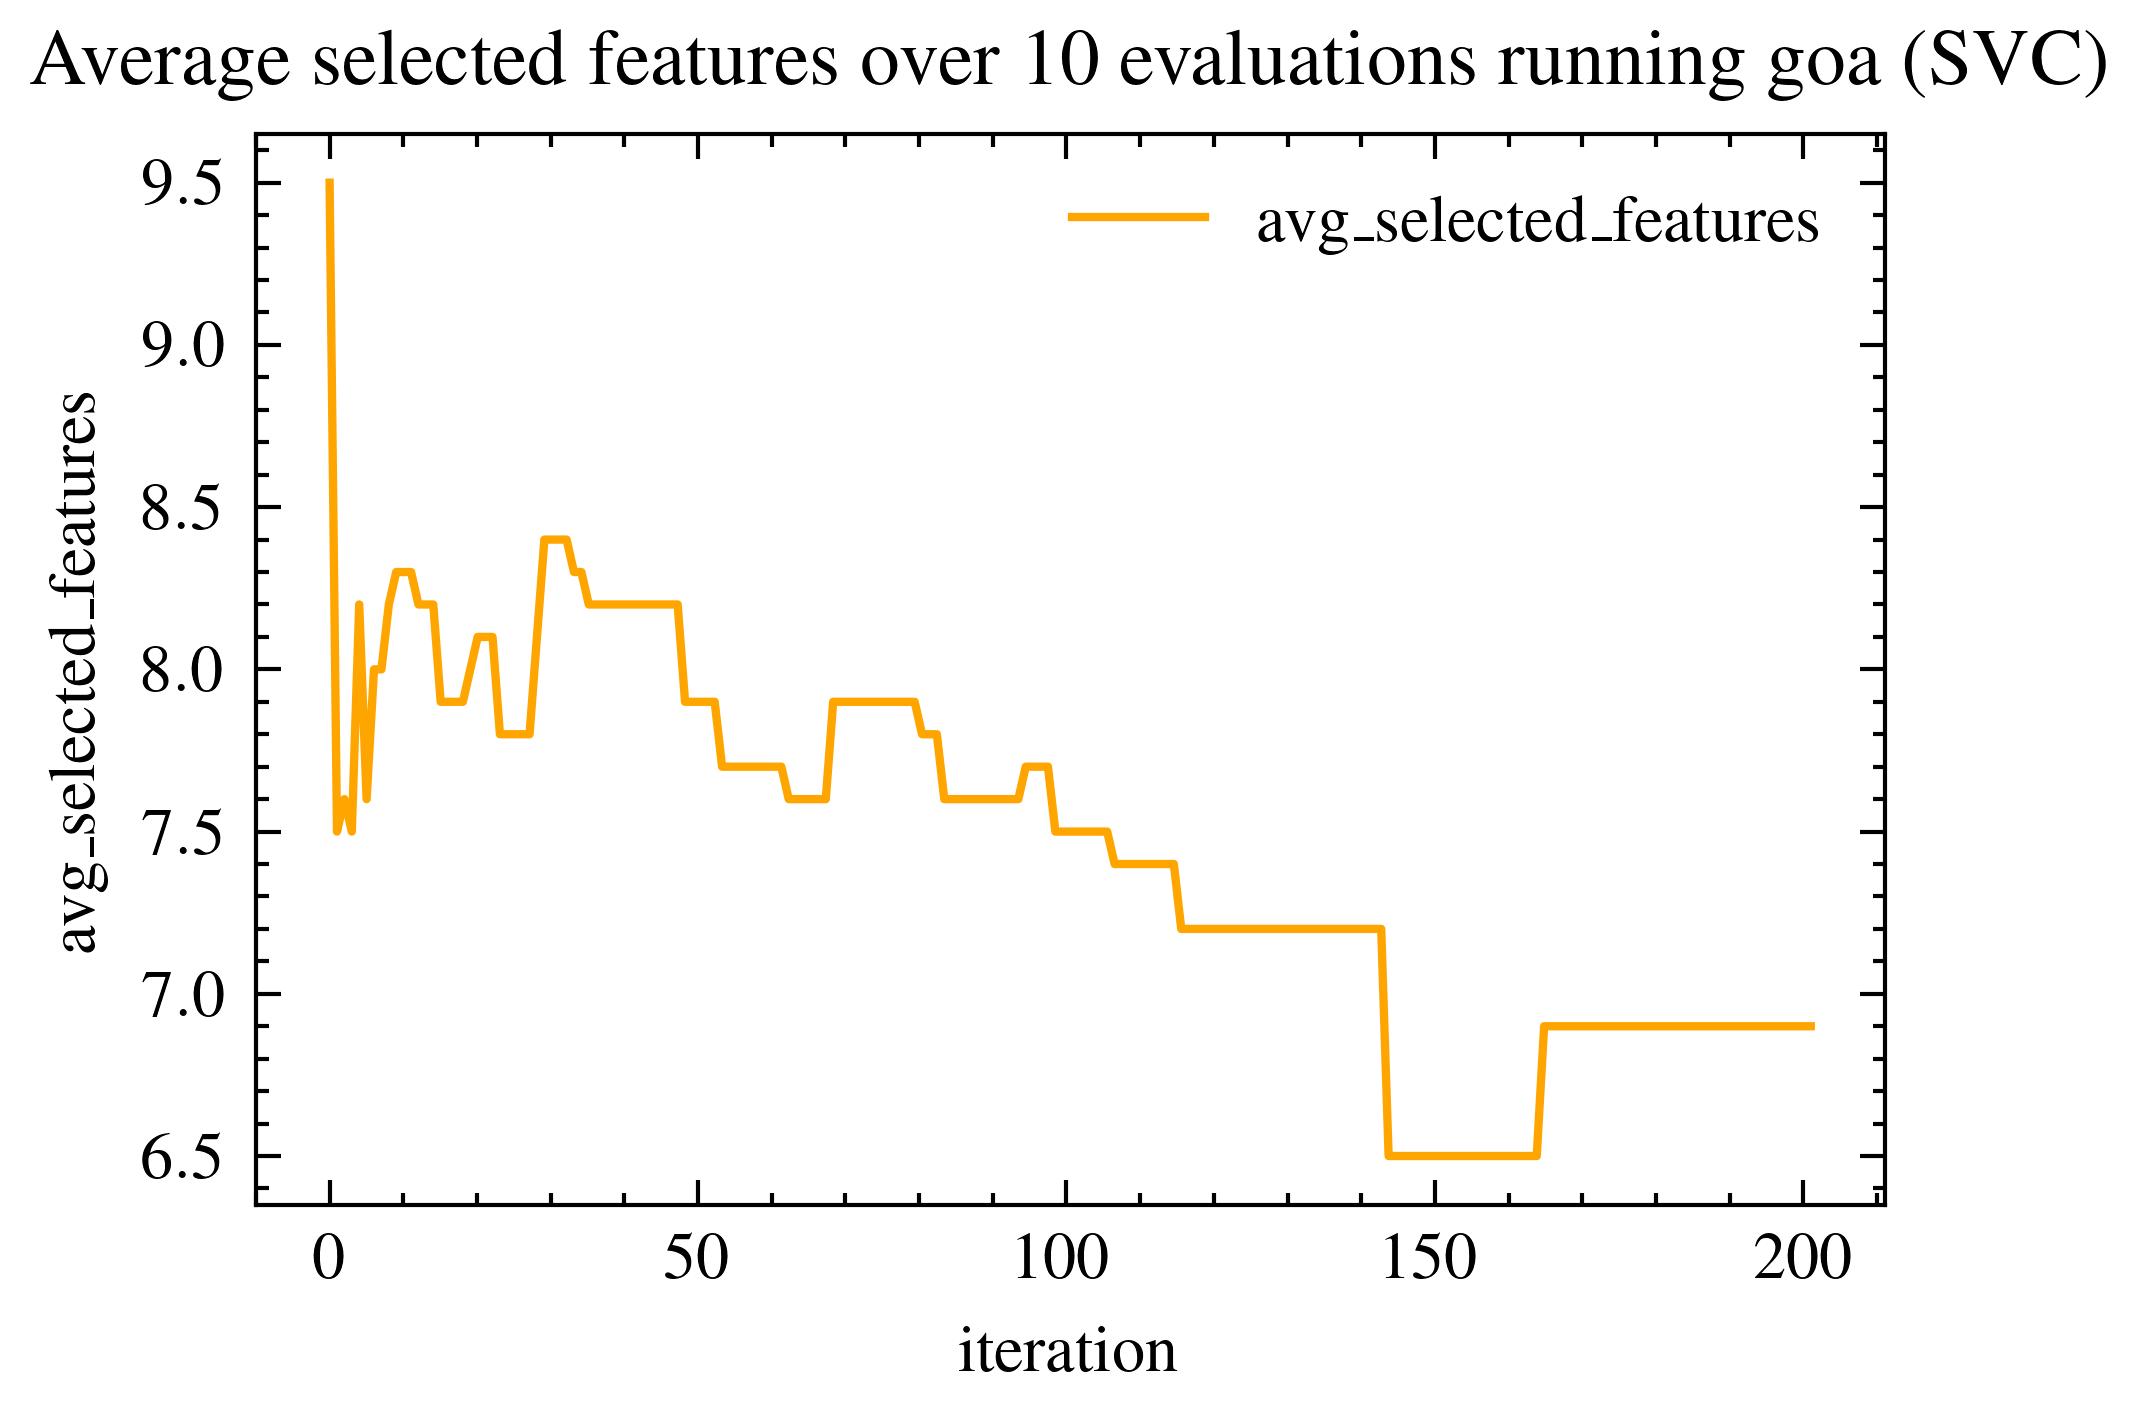 Average selected features over 10 evaluations running goa (SVC)
avg_selected_features
9.5
9.0
8.5
8.0
7.5
7.0
6.5
avg_selected_features
0 50 100 150 200
iteration